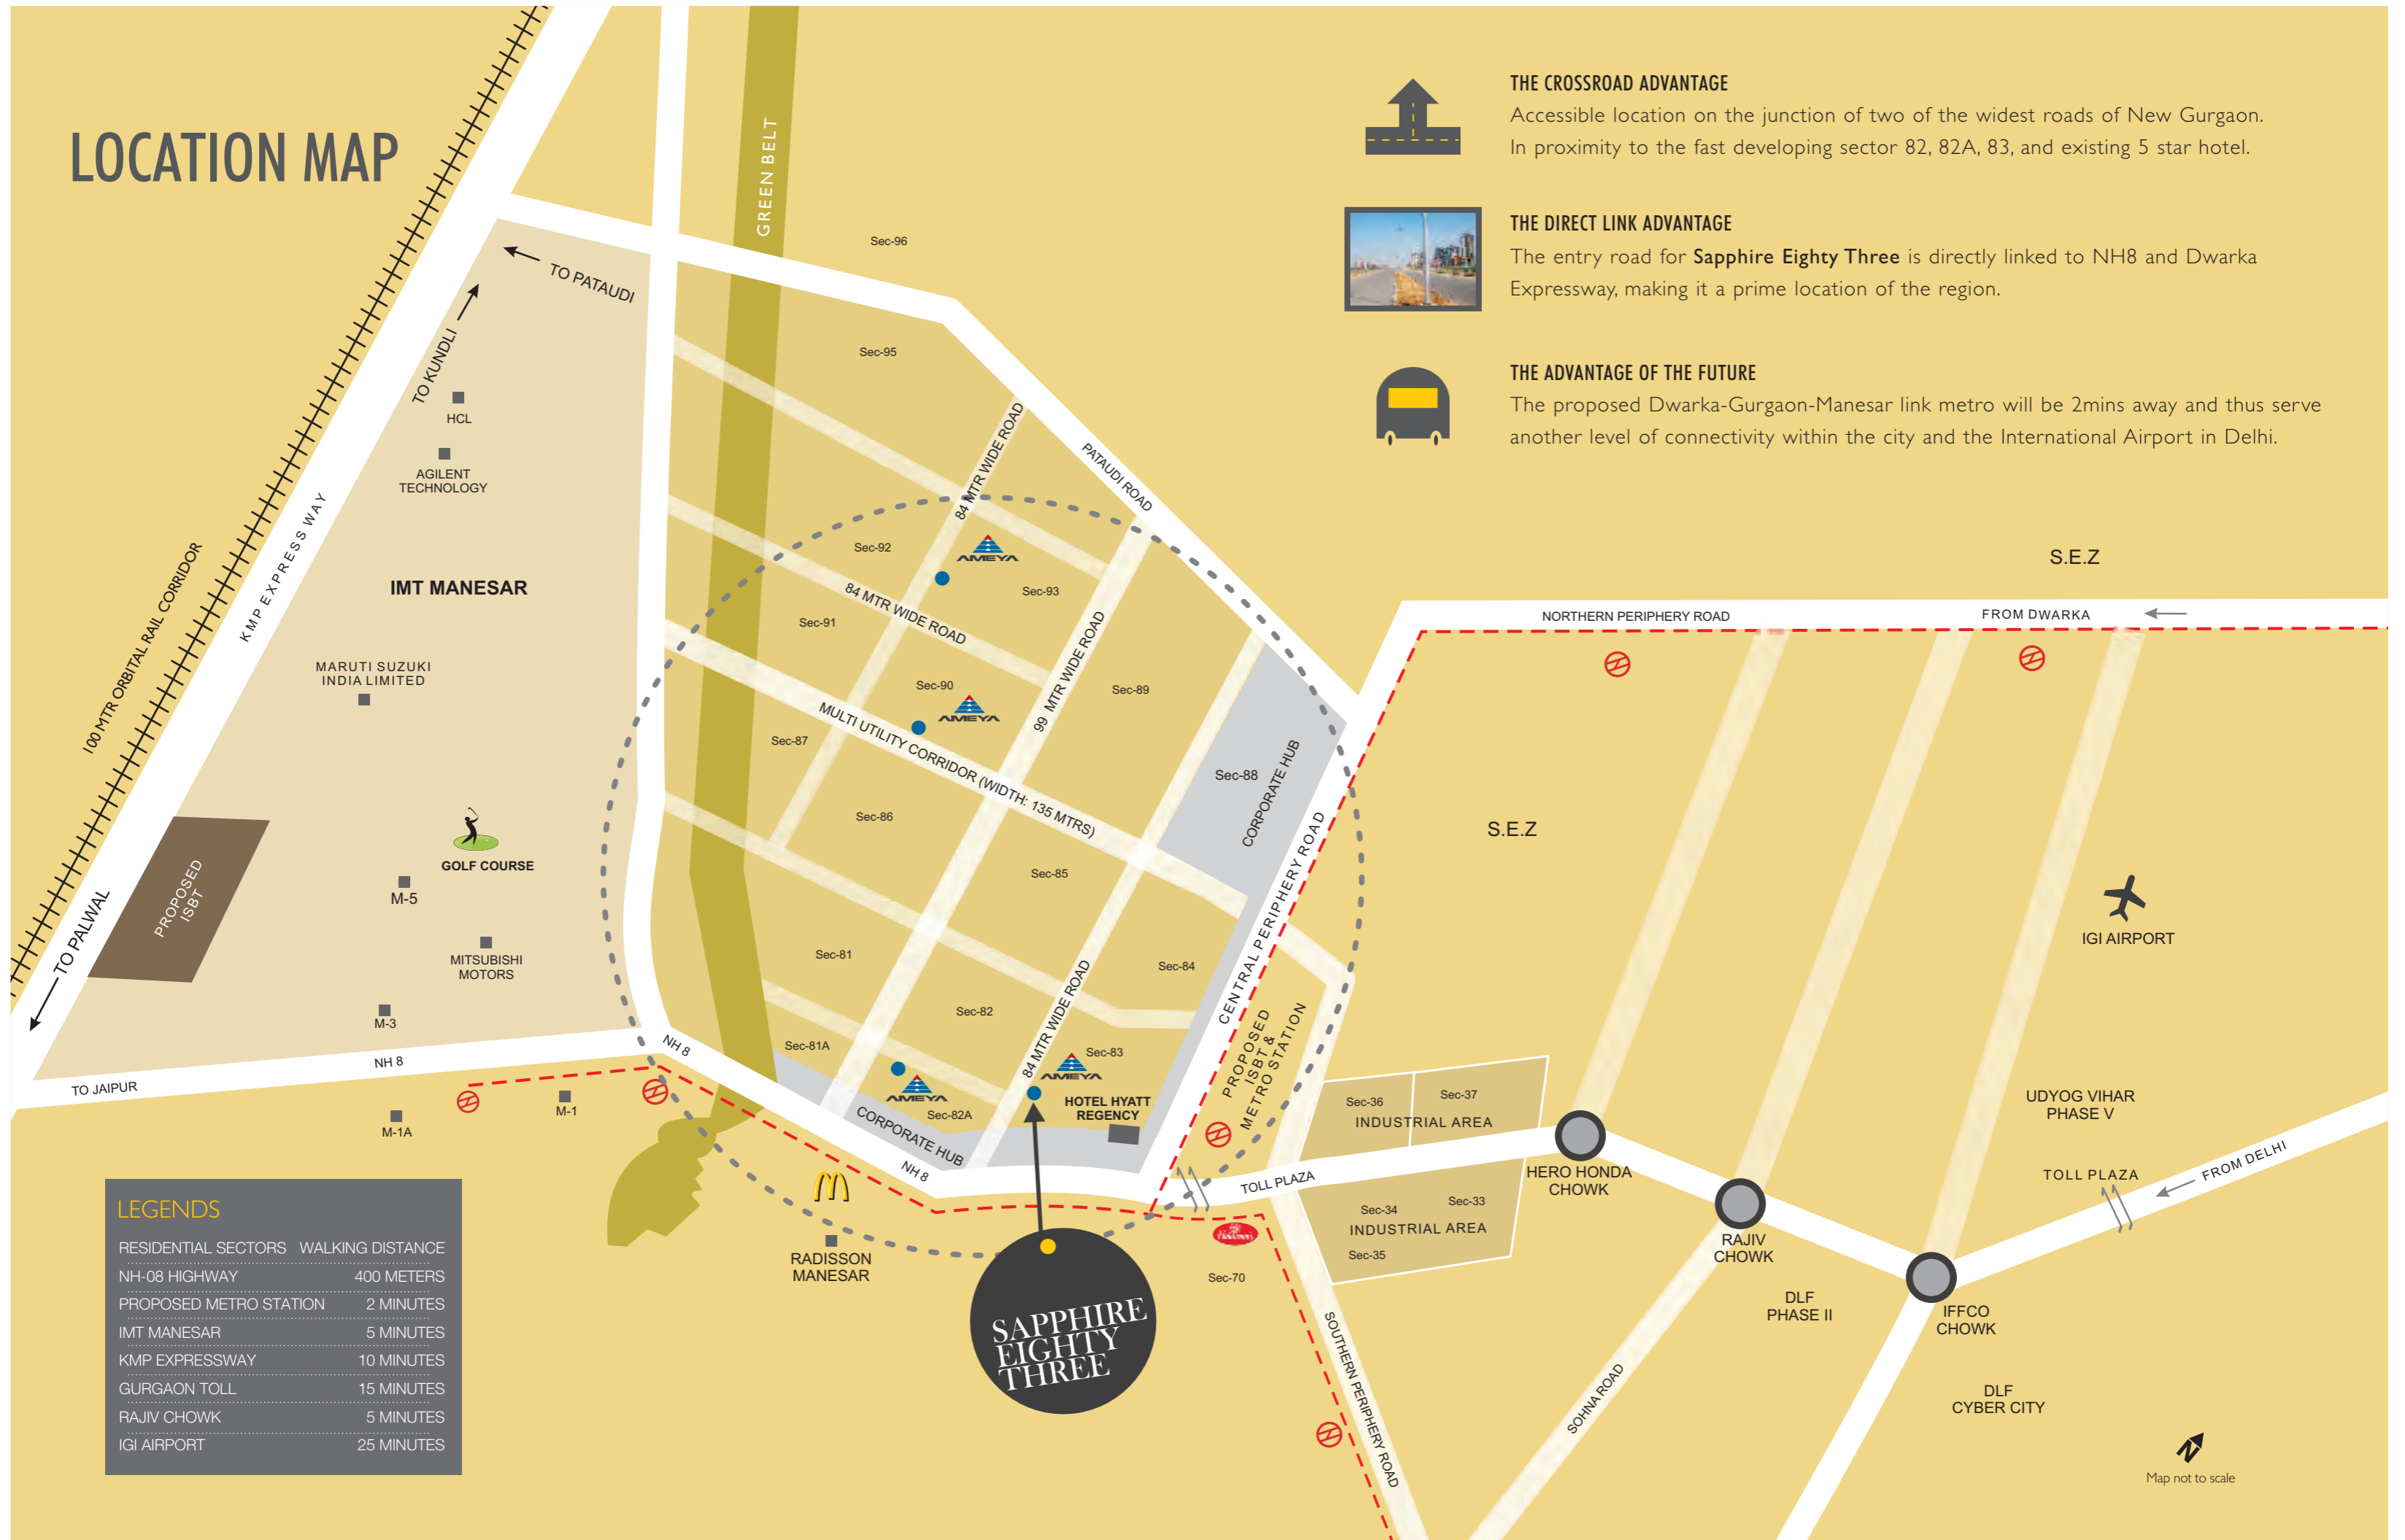 LOCATION MAP
THE CROSSROAD ADVANTAGE
Accessible location on the junction of two of the widest roads of New Gurgaon.
In proximity to the fast developing sector 82, 82A, 83, and existing 5 star hotel.
THE DIRECT LINK ADVANTAGE
The entry road for Sapphire Eighty Three is directly linked to NH8 and Dwarka
Expressway, making it a prime location of the region.
THE ADVANTAGE OF THE FUTURE
The proposed Dwarka-Gurgaon-Manesar link metro will be 2mins away and thus serve
another level of connectivity within the city and the International Airport in Delhi.
GREEN BELT
Sec-96
TO PATAUDI
TO KUNDLI
Sec-95
HCL
AGILENT
TECHNOLOGY
84 MTR WIDE ROAD
PATAUDI ROAD
100 MTR ORBITAL RAIL CORRIDOR
KMP EXPRESS WAY
IMT MANESAR
Sec-92
AMEYA
Sec-93
84 MTR WIDE ROAD
Sec-91
S.E.Z
NORTHERN PERIPHERY ROAD
FROM DWARKA
MARUTI SUZUKI
INDIA LIMITED
Sec-90
AMEYA
99 MTR WIDE ROAD
Sec-89
MULTI UTILITY CORRIDOR (WIDTH: 135 MTRS)
Sec-87
Sec-88
CORPORATE HUB
Sec-86
S.E.Z
GOLF COURSE
PROPOSED
ISBT
M-5
Sec-85
CENTRAL PERIPHERY ROAD
TO PALWAL
MITSUBISHI
MOTORS
Sec-81
Sec-84
IGI AIRPORT
M-3
Sec-82
84 MTR WIDE ROAD
PROPOSED
ISBT &
METRO STATION
NH 8
NH 8
TO JAIPUR
Sec-81A
Sec-83
AMEYA
AMEYA
Sec-82A
HOTEL HYATT
REGENCY
CORPORATE HUB
NH 8
M-1
M-1A
Sec-36
Sec-37
INDUSTRIAL AREA
UDYOG VIHAR
PHASE V
HERO HONDA
CHOWK
TOLL PLAZA
TOLL PLAZA
FROM DELHI
Sec-34
Sec-33
INDUSTRIAL AREA
Sec-35
RAJIV
CHOWK
RADISSON
MANESAR
Sec-70
DLF
PHASE II
IFFCO
CHOWK
SAPPHIRE
EIGHTY
THREE
SOUTHERN PERIPHERY ROAD
SOHNA ROAD
DLF
CYBER CITY
N
Map not to scale
LEGENDS
RESIDENTIAL SECTORS WALKING DISTANCE
NH-08 HIGHWAY 400 METERS
PROPOSED METRO STATION 2 MINUTES
IMT MANESAR 5 MINUTES
KMP EXPRESSWAY 10 MINUTES
GURGAON TOLL 15 MINUTES
RAJIV CHOWK 5 MINUTES
IGI AIRPORT 25 MINUTES